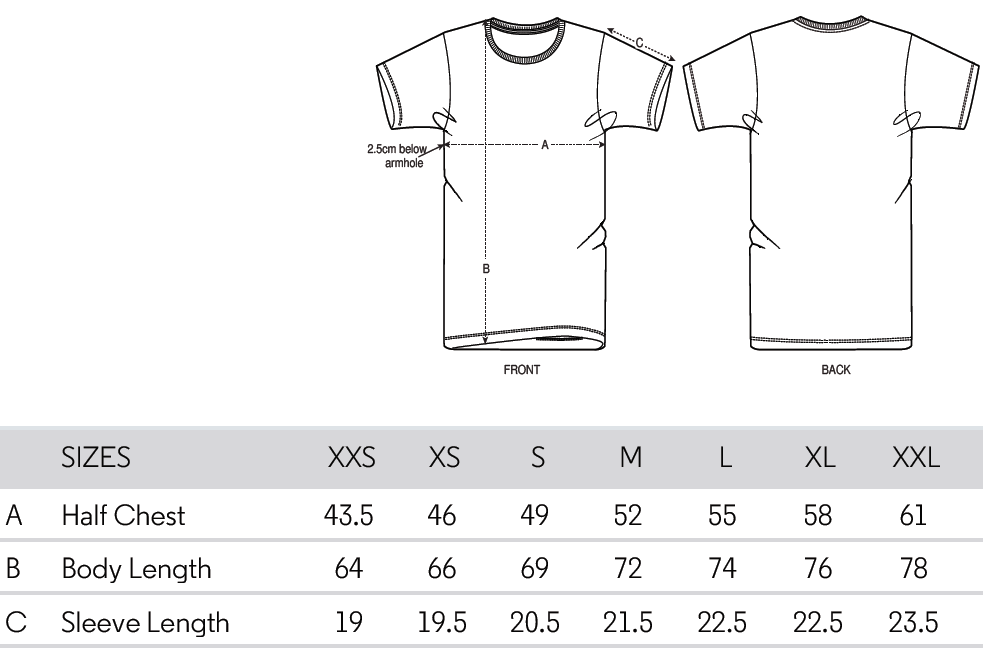 C
2.5cm below
armhole
A
B
FRONT
BACK
SIZES XXS XS S M L XL XXL
A Half Chest 43.5 46 49 52 55 58 61
B Body Length 64 66 69 72 74 76 78
C Sleeve Length 19 19.5 20.5 21.5 22.5 22.5 23.5